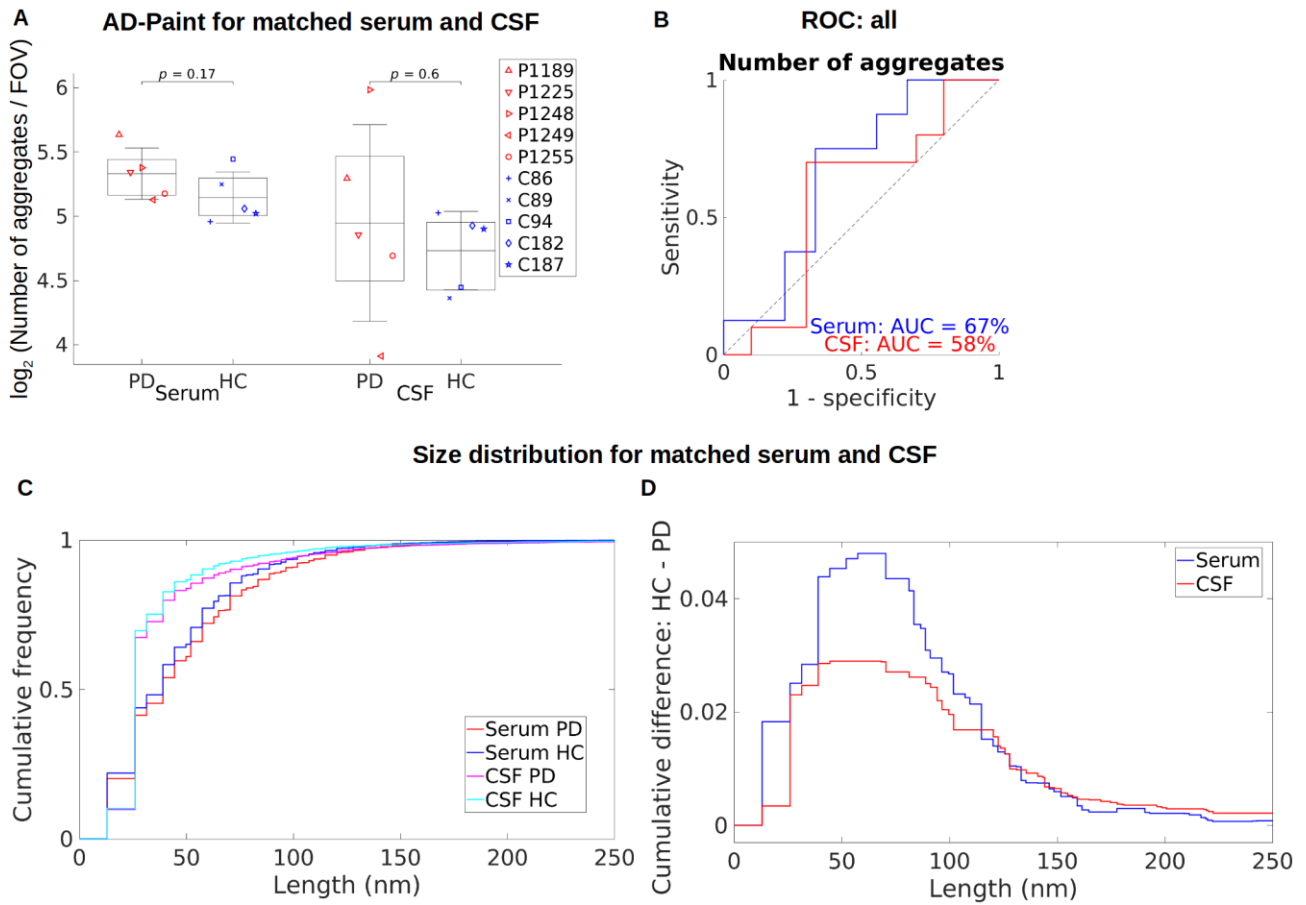 A
AD-Paint for matched serum and CSF
log2 (Number of aggregates / FOV)
6
5.5
5
4.5
4
p = 0.17
p = 0.6
PD
HC
PD
HC
Serum
CSF
P1189
P1225
P1248
P1249
P1255
C86
C89
C94
C182
C187
B
ROC: all
Number of aggregates
Sensitivity
1
0.5
0
Serum: AUC = 67%
CSF: AUC = 58%
0
0.5
1
1 - specificity
Size distribution for matched serum and CSF
C
Cumulative frequency
1
0.5
0
Serum PD
Serum HC
CSF PD
CSF HC
0
50
100
150
200
250
Length (nm)
D
Cumulative difference: HC - PD
0.04
0.02
0
Serum
CSF
0
50
100
150
200
250
Length (nm)